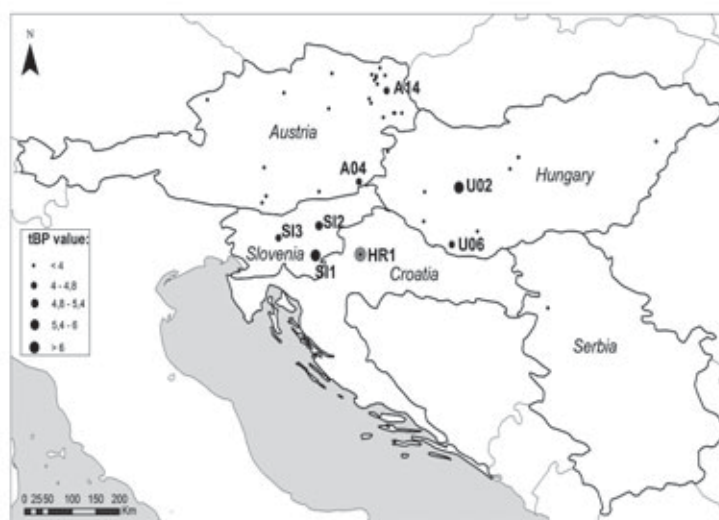 N
A14
Austria
A04
U02
Hungary
SI2
SI3
U06
Slovenia
HR1
SI1
Croatia
Serbia
tBP value:
< 4
4 - 4,8
4,8 - 5,4
5,4 - 6
> 6
0 25 50 100 150 200
Km